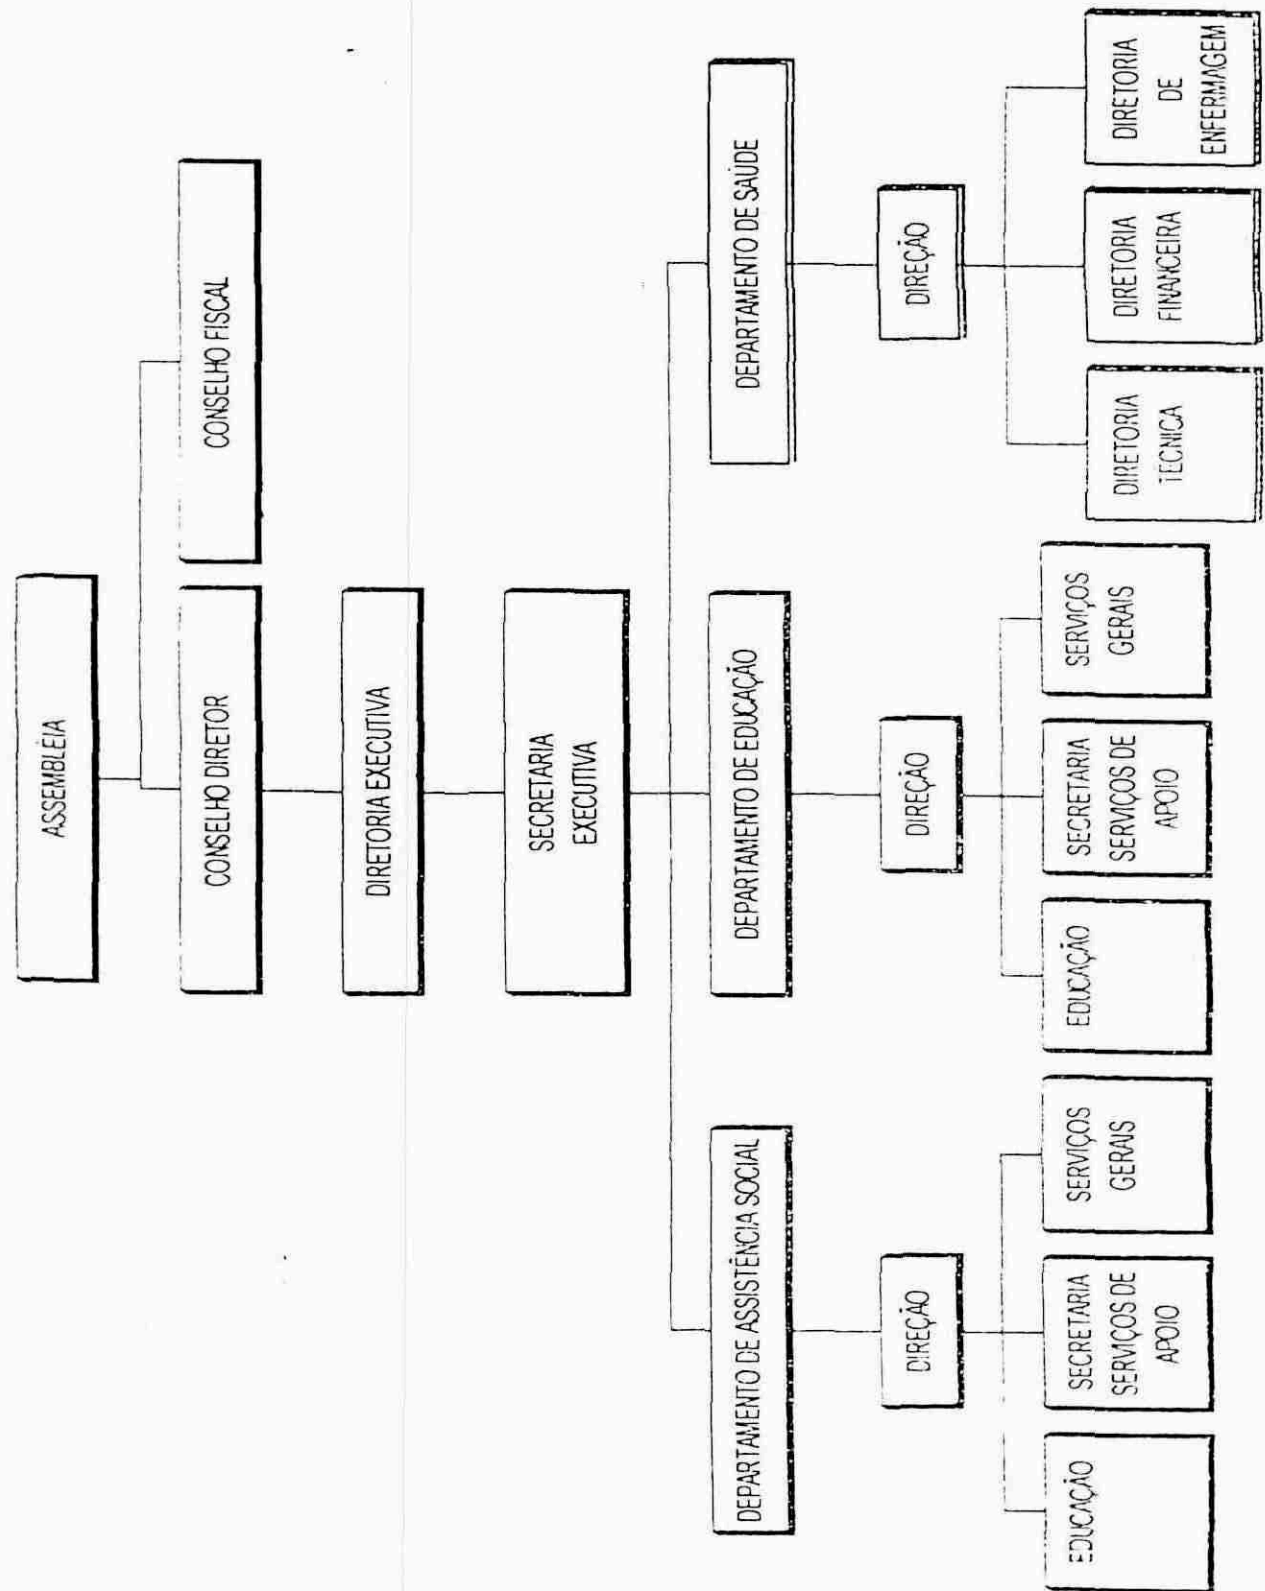 ASSEMBLÉIA
CONSELHO DIRETOR
CONSELHO FISCAL
DIRETORIA EXECUTIVA
SECRETARIA
EXECUTIVA
DEPARTAMENTO DE ASSISTÊNCIA SOCIAL
DEPARTAMENTO DE EDUCAÇÃO
DEPARTAMENTO DE SAÚDE
DIREÇÃO
DIREÇÃO
DIREÇÃO
EDUCAÇÃO
SECRETARIA
SERVIÇOS DE
APOIO
SERVIÇOS
GERAIS
EDUCAÇÃO
SECRETARIA
SERVIÇOS DE
APOIO
SERVIÇOS
GERAIS
DIRETORIA
TECNICA
DIRETORIA
FINANCEIRA
DIRETORIA
DE
ENFERMAGEM